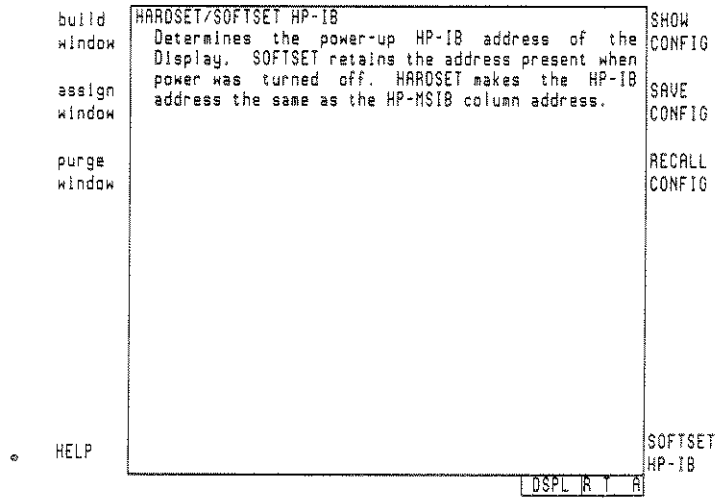 build
window
assign
window
purge
window
HELP
HARDSET/SOFTSET HP-IB
Determines the power-up HP-IB address of the
Display. SOFTSET retains the address present when
power was turned off. HARDSET makes the HP-IB
address the same as the HP-MSIB column address.
SHOW
CONFIG
SAVE
CONFIG
RECALL
CONFIG
SOFTSET
HP-IB
DSPL R T A